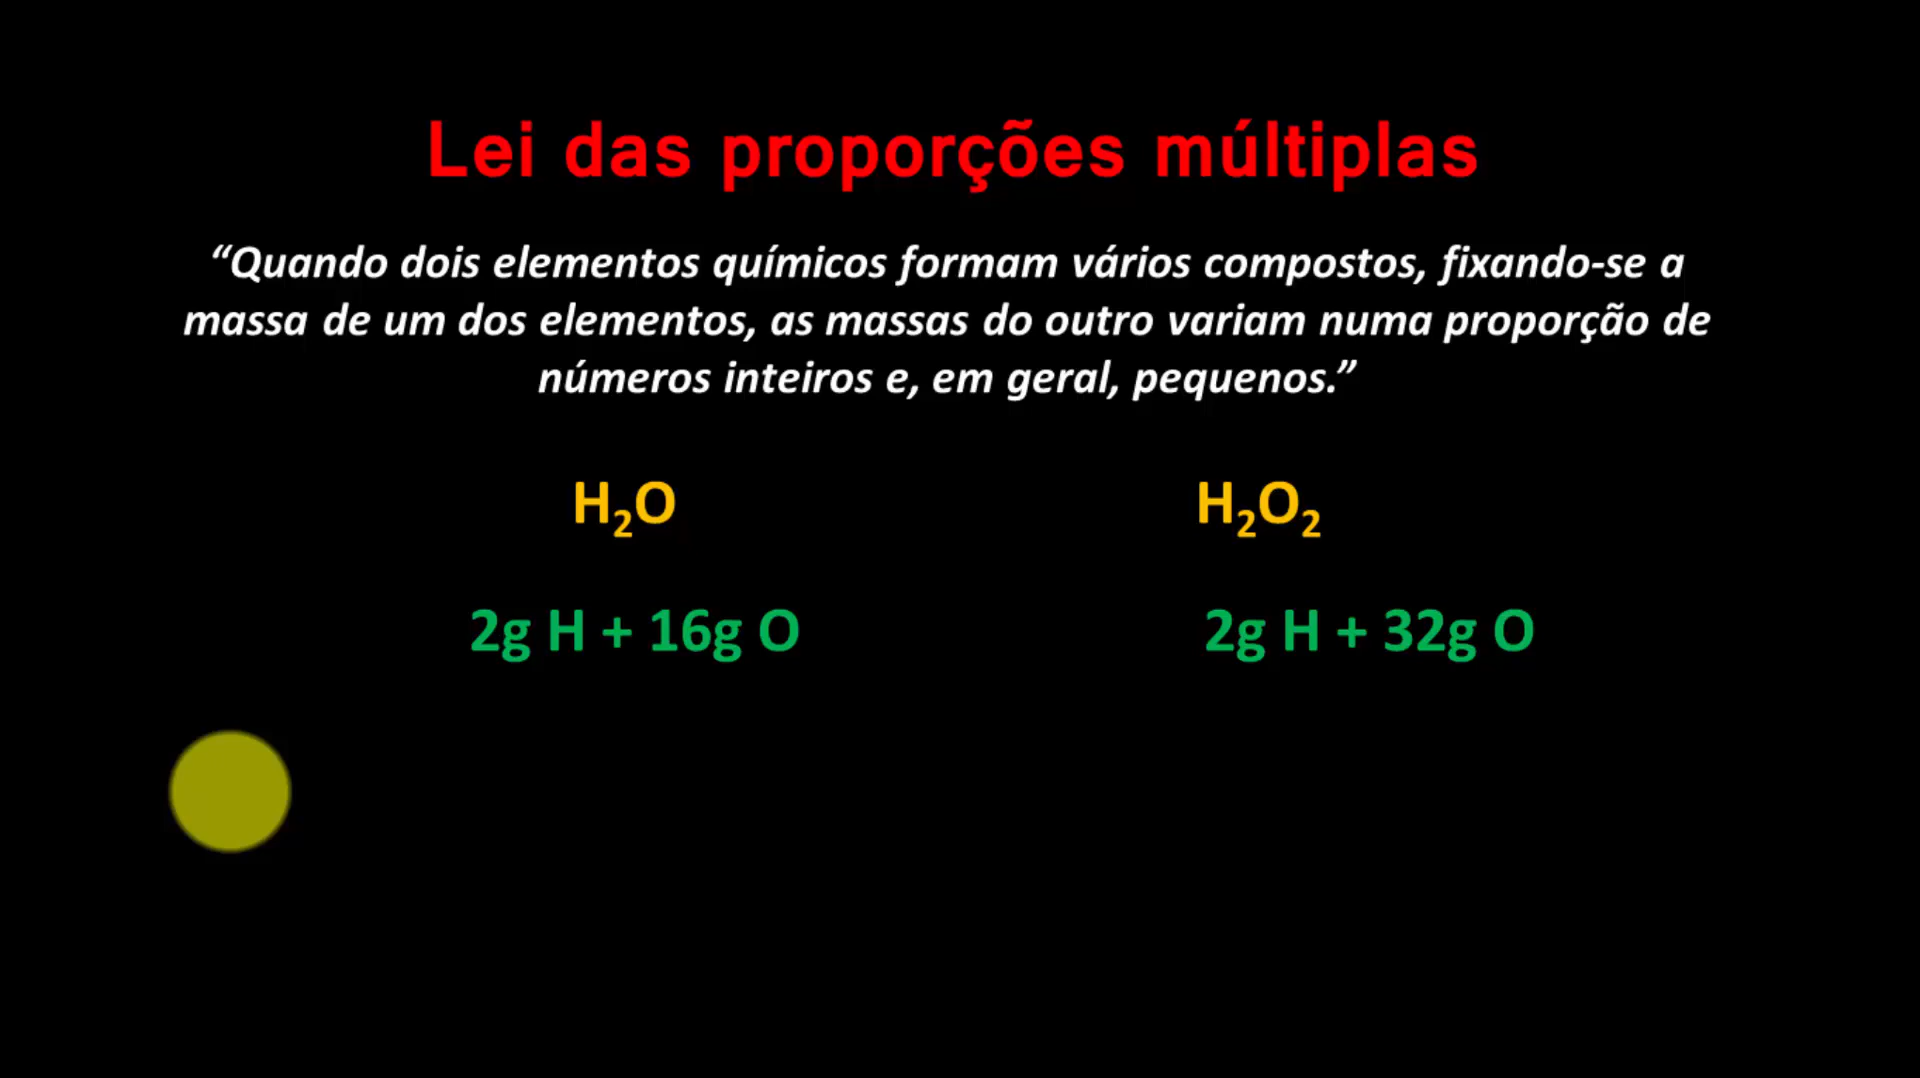 Lei das proporções múltiplas
“Quando dois elementos químicos formam vários compostos, fixando-se a
massa de um dos elementos, as massas do outro variam numa proporção de
números inteiros e, em geral, pequenos.”
H₂O H₂O₂
2g H + 16g O 2g H + 32g O